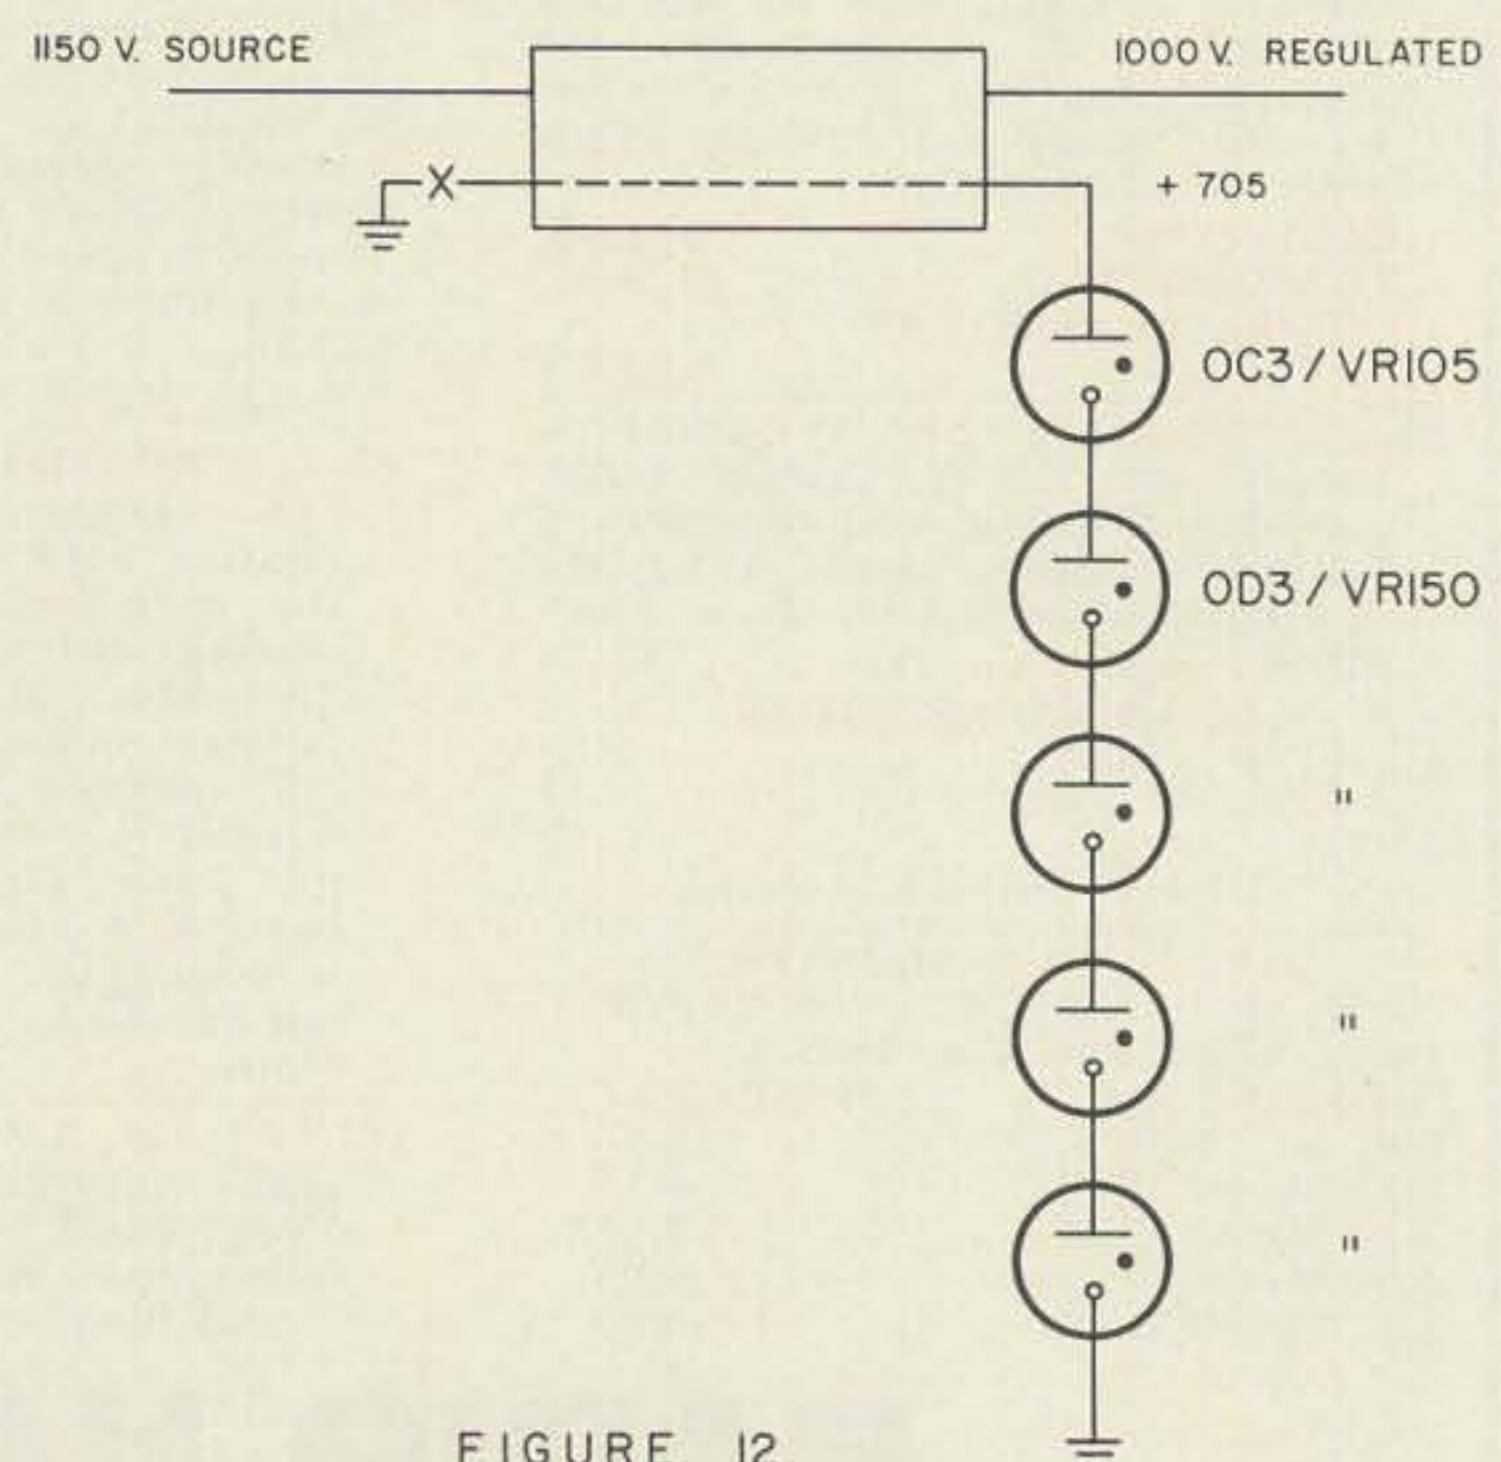 1150 V. SOURCE
1000 V. REGULATED
X
+ 705
OC3 / VR105
OD3 / VR150
"
"
"
FIGURE 12.